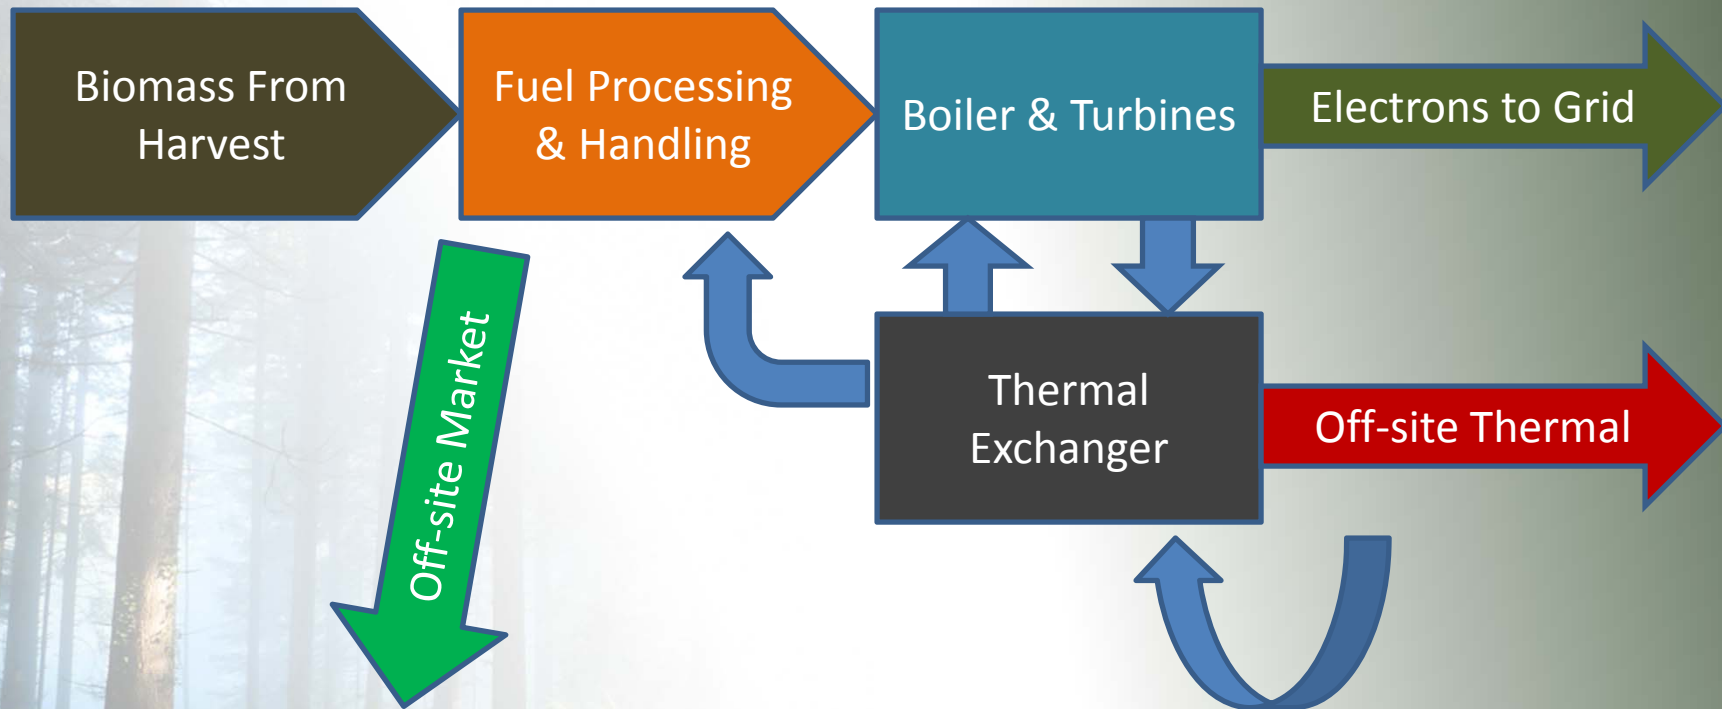 Biomass From
Harvest
Fuel Processing
& Handling
Boiler & Turbines
Electrons to Grid
Off-site Market
Thermal
Exchanger
Off-site Thermal